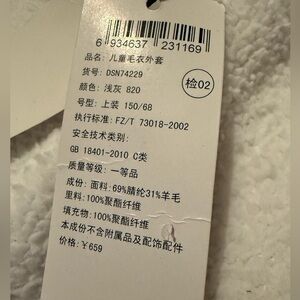 6 934637 231169
品名: 儿童毛衣外套
货号: DSN74229
颜色: 浅灰 820
检02
号型: 上装 150/68
执行标准: FZ/T 73018-2002
安全技术类别:
GB 18401-2010 C类
质量等级: 一等品
成份: 面料: 69%腈纶31%羊毛
里料: 100%聚酯纤维
填充物: 100%聚酯纤维
本成份不含附属品及配饰配件
价格: ¥659